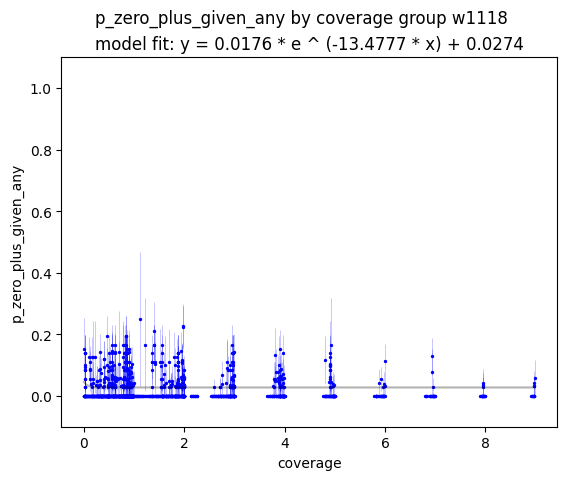 p_zero_plus_given_any by coverage group w1118
model fit: y = 0.0176 * e ^ (-13.4777 * x) + 0.0274
1.0
0.8
0.6
0.4
0.2
0.0
p_zero_plus_given_any
0 2 4 6 8
coverage